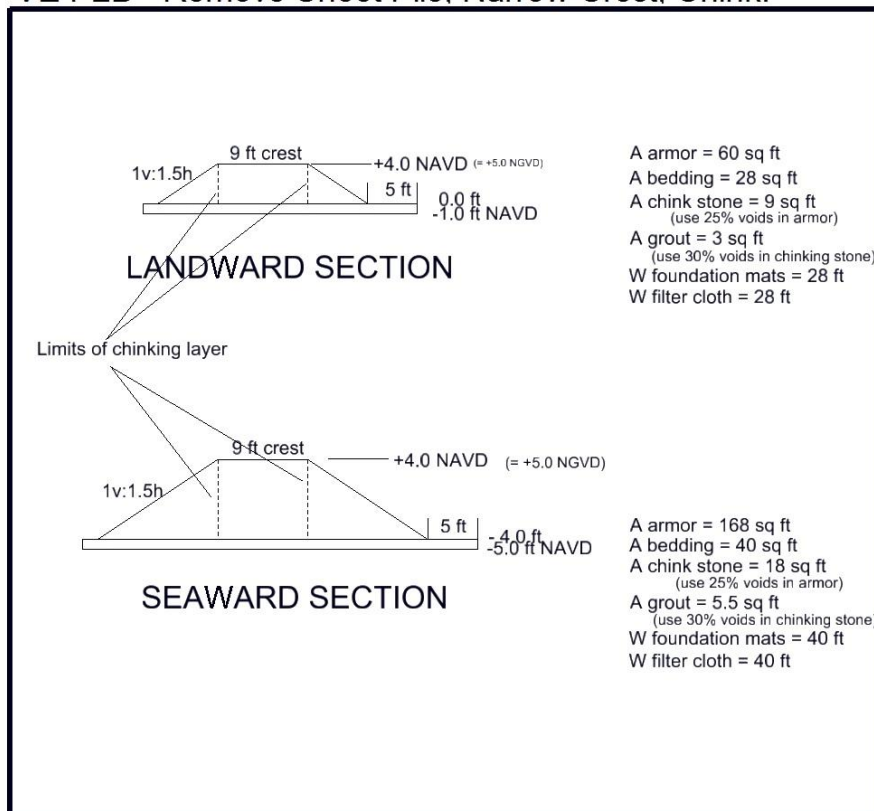 9 ft crest
+4.0 NAVD (= +5.0 NGVD)
1v:1.5h
5 ft
0.0 ft
-1.0 ft NAVD
LANDWARD SECTION
A armor = 60 sq ft
A bedding = 28 sq ft
A chink stone = 9 sq ft
(use 25% voids in armor)
A grout = 3 sq ft
(use 30% voids in chinking stone)
W foundation mats = 28 ft
W filter cloth = 28 ft
Limits of chinking layer
9 ft crest
+4.0 NAVD (= +5.0 NGVD)
1v:1.5h
5 ft
- 4.0 ft
-5.0 ft NAVD
SEAWARD SECTION
A armor = 168 sq ft
A bedding = 40 sq ft
A chink stone = 18 sq ft
(use 25% voids in armor)
A grout = 5.5 sq ft
(use 30% voids in chinking stone)
W foundation mats = 40 ft
W filter cloth = 40 ft